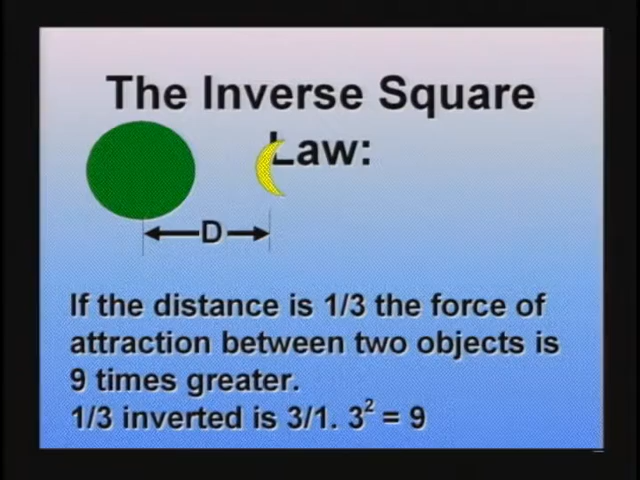 The Inverse Square
Law:
D
If the distance is 1/3 the force of
attraction between two objects is
9 times greater.
1/3 inverted is 3/1. 3² = 9